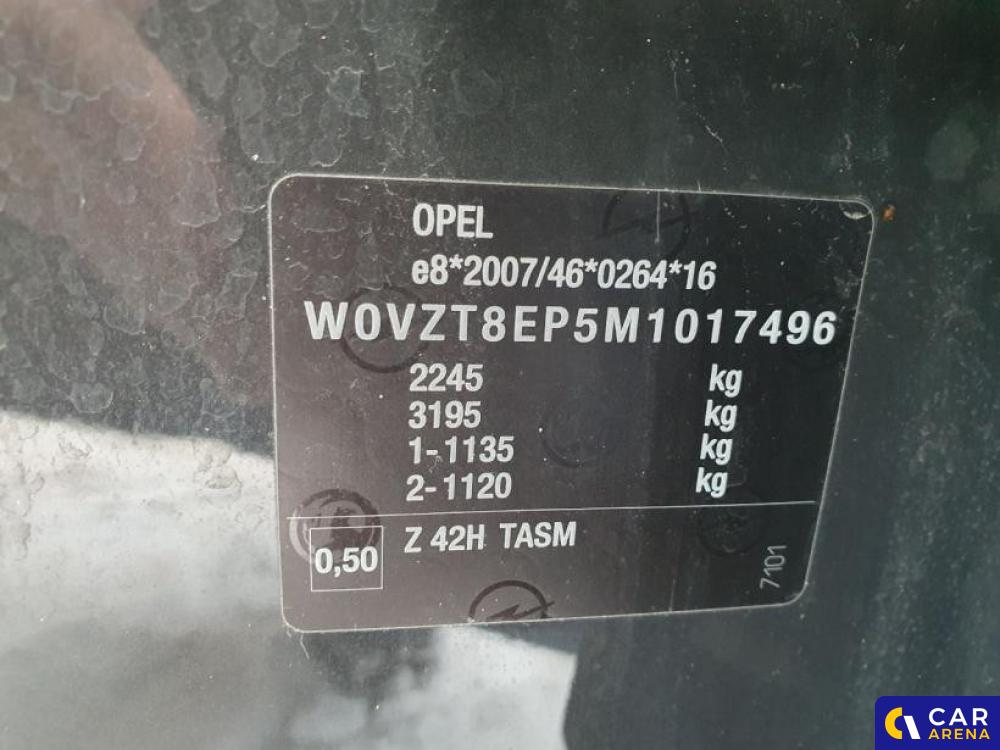 OPEL
e8*2007/46*0264*16
W0VZT8EP5M1017496
2245 kg
3195 kg
1-1135 kg
2-1120 kg
0,50 Z 42H TASM
7101
CAR
ARENA